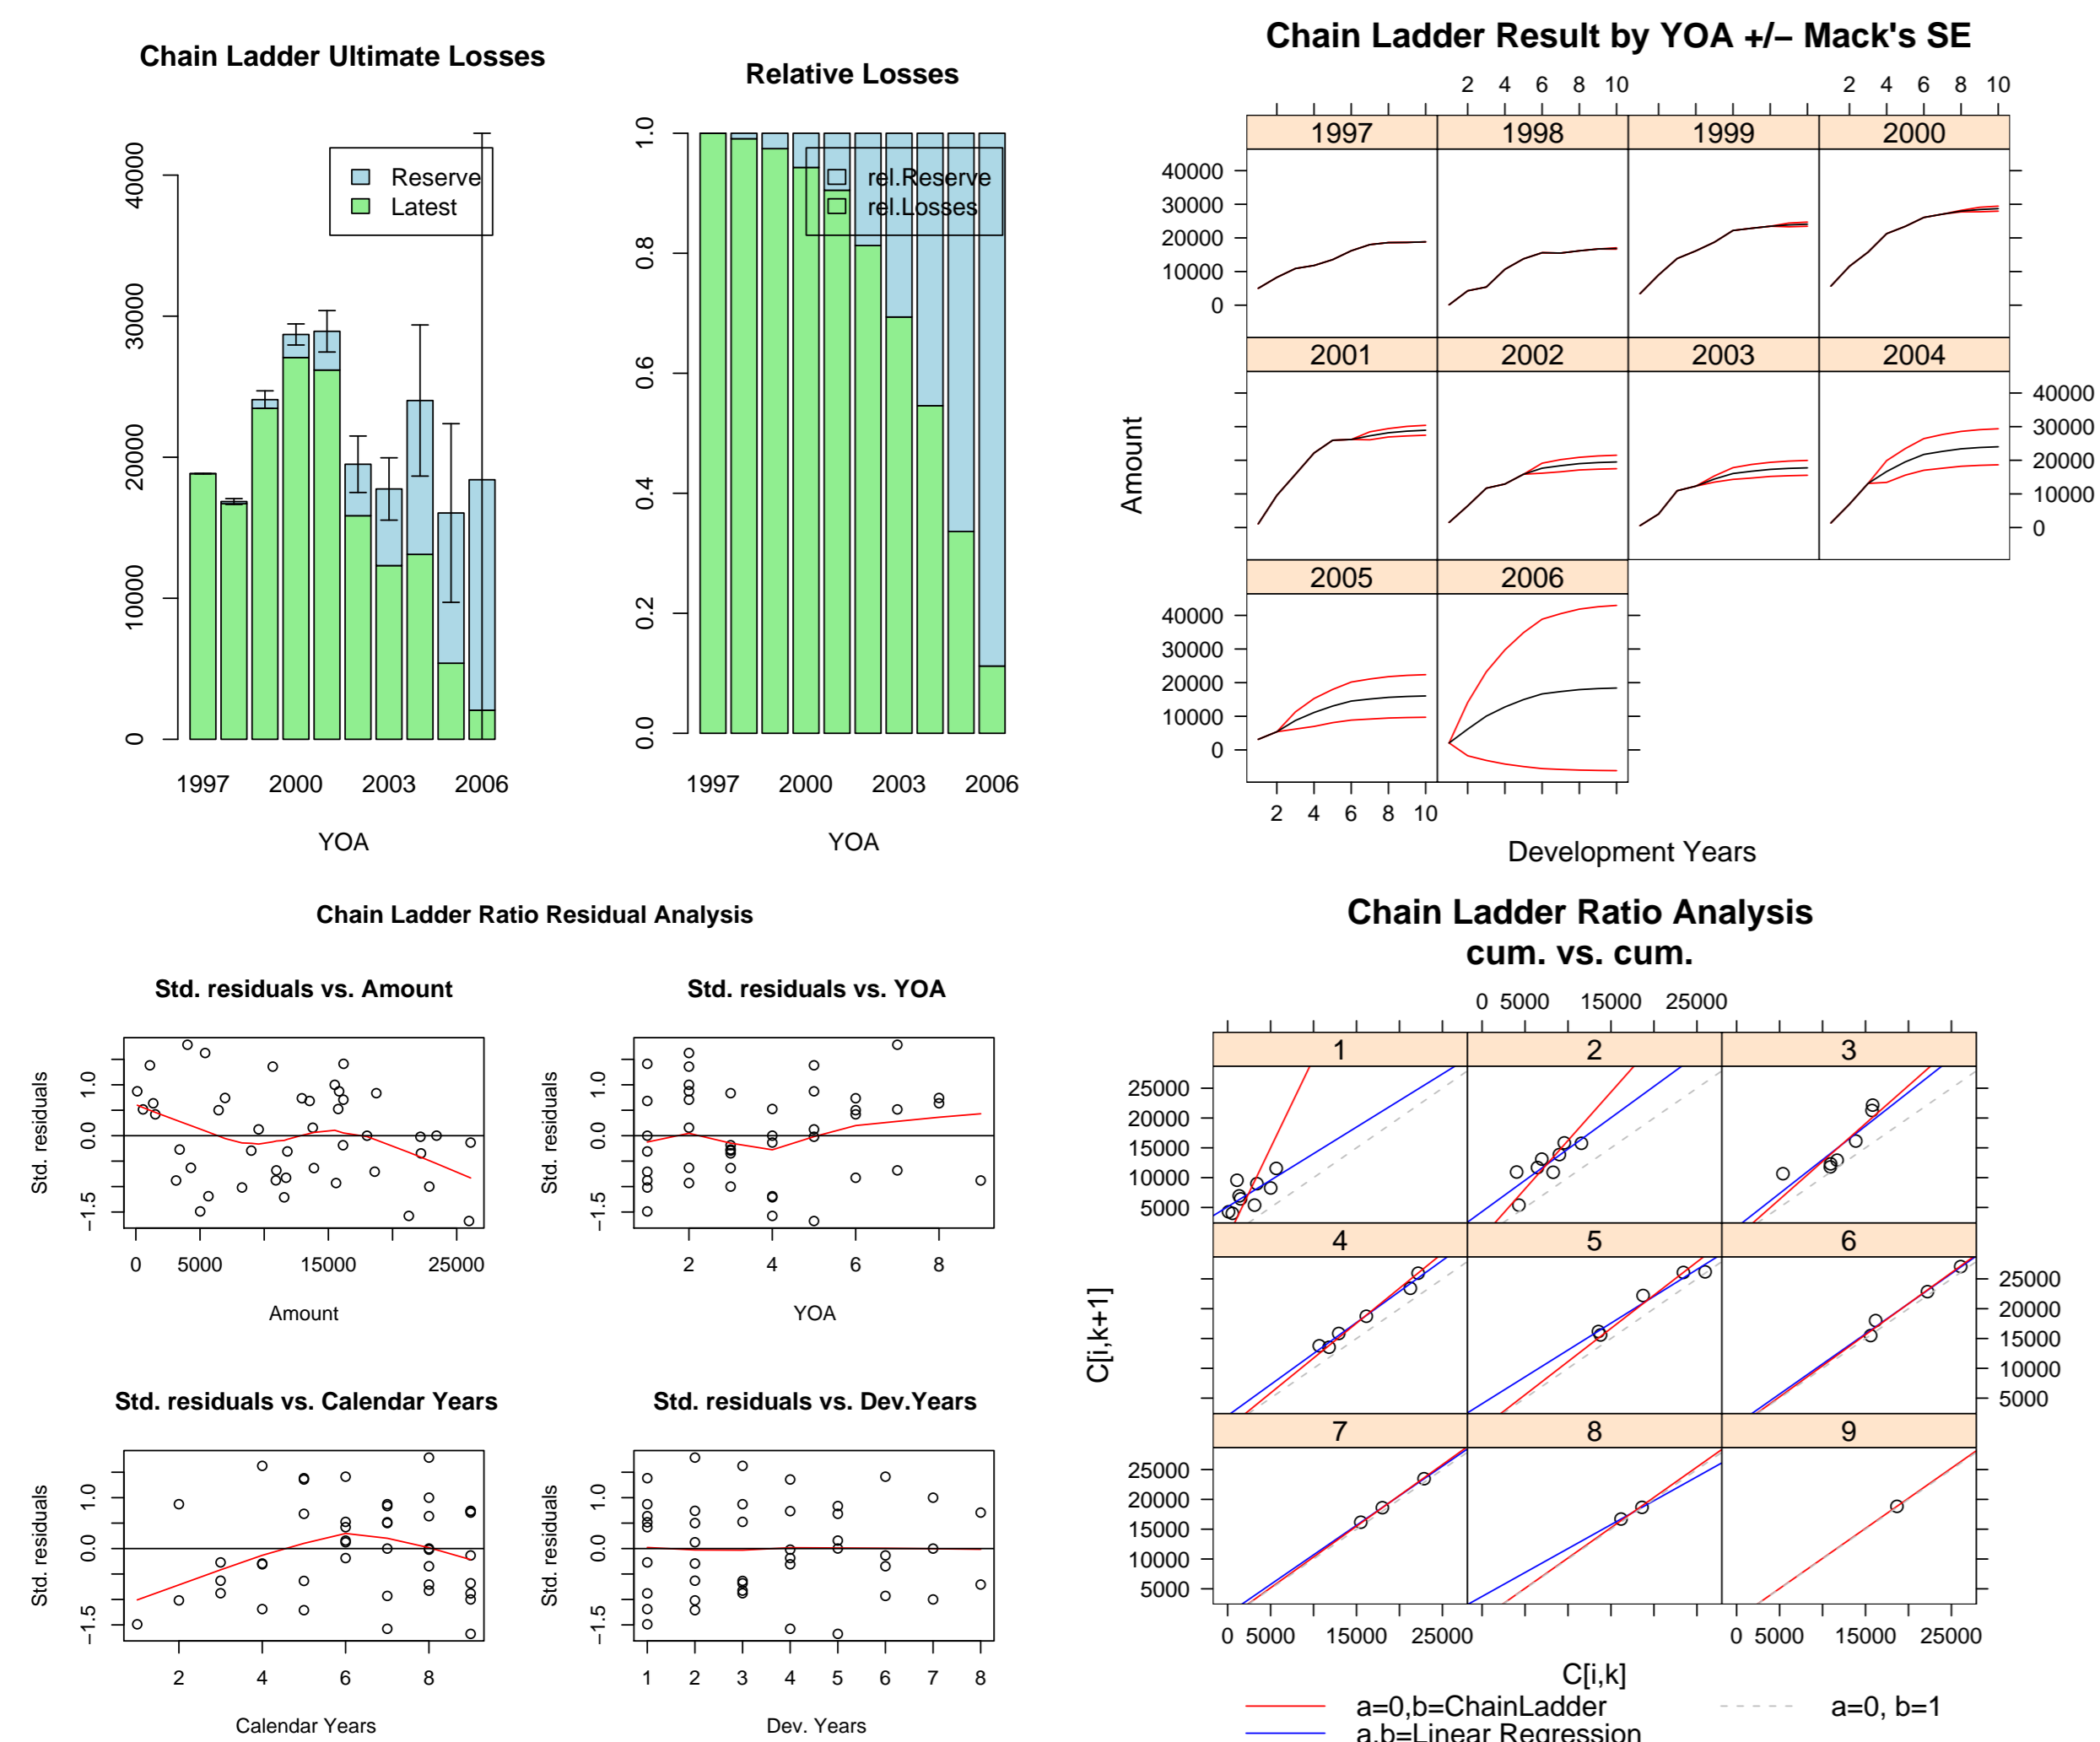 Chain Ladder Ultimate Losses
40000
30000
20000
10000
0
Reserve
Latest
1997 2000 2003 2006
YOA
Relative Losses
1.0
0.8
0.6
0.4
0.2
0.0
rel.Reserve
rel.Losses
1997 2000 2003 2006
YOA
Chain Ladder Result by YOA +/− Mack's SE
2 4 6 8 10 2 4 6 8 10
1997 1998 1999 2000
40000
30000
20000
10000
0
2001 2002 2003 2004
40000
30000
20000
10000
0
2005 2006
40000
30000
20000
10000
0
2 4 6 8 10
Amount
Development Years
Chain Ladder Ratio Residual Analysis
Std. residuals vs. Amount
Std. residuals
1.0
0.0
−1.5
0 5000 15000 25000
Amount
Std. residuals vs. YOA
Std. residuals
1.0
0.0
−1.5
2 4 6 8
YOA
Std. residuals vs. Calendar Years
Std. residuals
1.0
0.0
−1.5
2 4 6 8
Calendar Years
Std. residuals vs. Dev.Years
Std. residuals
1.0
0.0
−1.5
1 2 3 4 5 6 7 8
Dev. Years
Chain Ladder Ratio Analysis
cum. vs. cum.
0 5000 15000 25000
1 2 3
25000
20000
15000
10000
5000
4 5 6
25000
20000
15000
10000
5000
7 8 9
25000
20000
15000
10000
5000
0 5000 15000 25000 0 5000 15000 25000
C[i,k+1]
C[i,k]
a=0,b=ChainLadder a=0, b=1
a,b=Linear Regression